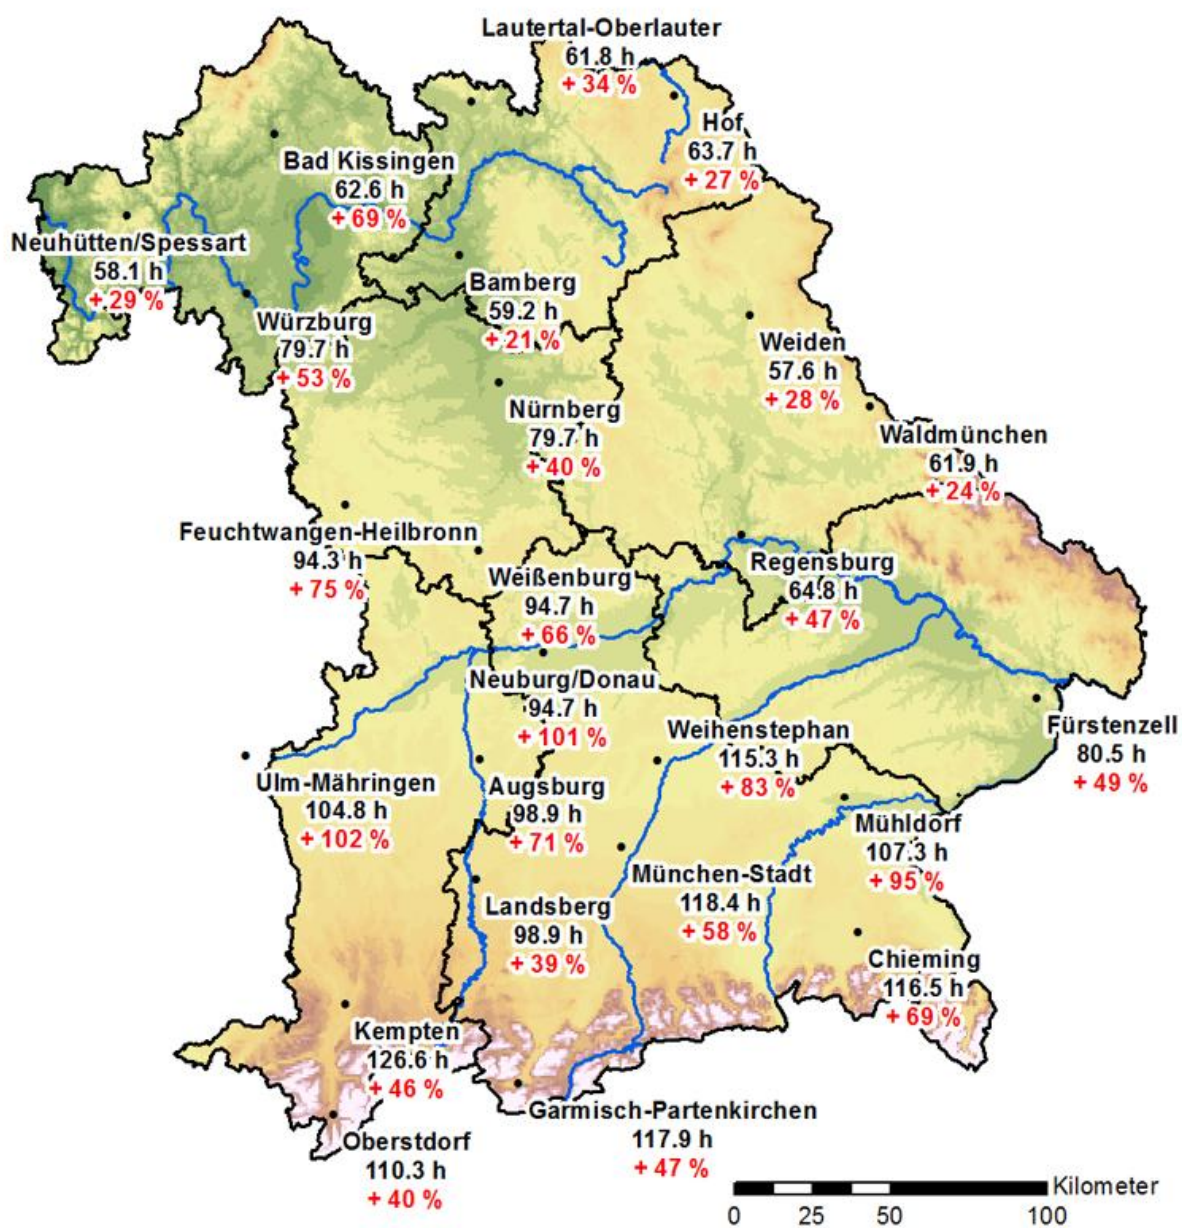 Lautertal-Oberlauter
61.8 h
+ 34 %
Hof
63.7 h
+ 27 %
Bad Kissingen
62.6 h
+ 69 %
Neuhütten/Spessart
58.1 h
+ 29 %
Bamberg
59.2 h
+ 21 %
Würzburg
79.7 h
+ 53 %
Weiden
57.6 h
+ 28 %
Nürnberg
79.7 h
+ 40 %
Waldmünchen
61.9 h
+ 24 %
Feuchtwangen-Heilbronn
94.3 h
+ 75 %
Weißenburg
94.7 h
+ 66 %
Regensburg
64.8 h
+ 47 %
Neuburg/Donau
94.7 h
+ 101 %
Weihenstephan
115.3 h
+ 83 %
Fürstenzell
80.5 h
+ 49 %
Ulm-Mähringen
104.8 h
+ 102 %
Augsburg
98.9 h
+ 71 %
Mühldorf
107.3 h
+ 95 %
München-Stadt
118.4 h
+ 58 %
Landsberg
98.9 h
+ 39 %
Chieming
116.5 h
+ 69 %
Kempten
126.6 h
+ 46 %
Garmisch-Partenkirchen
117.9 h
+ 47 %
Oberstdorf
110.3 h
+ 40 %
Kilometer
0 25 50 100